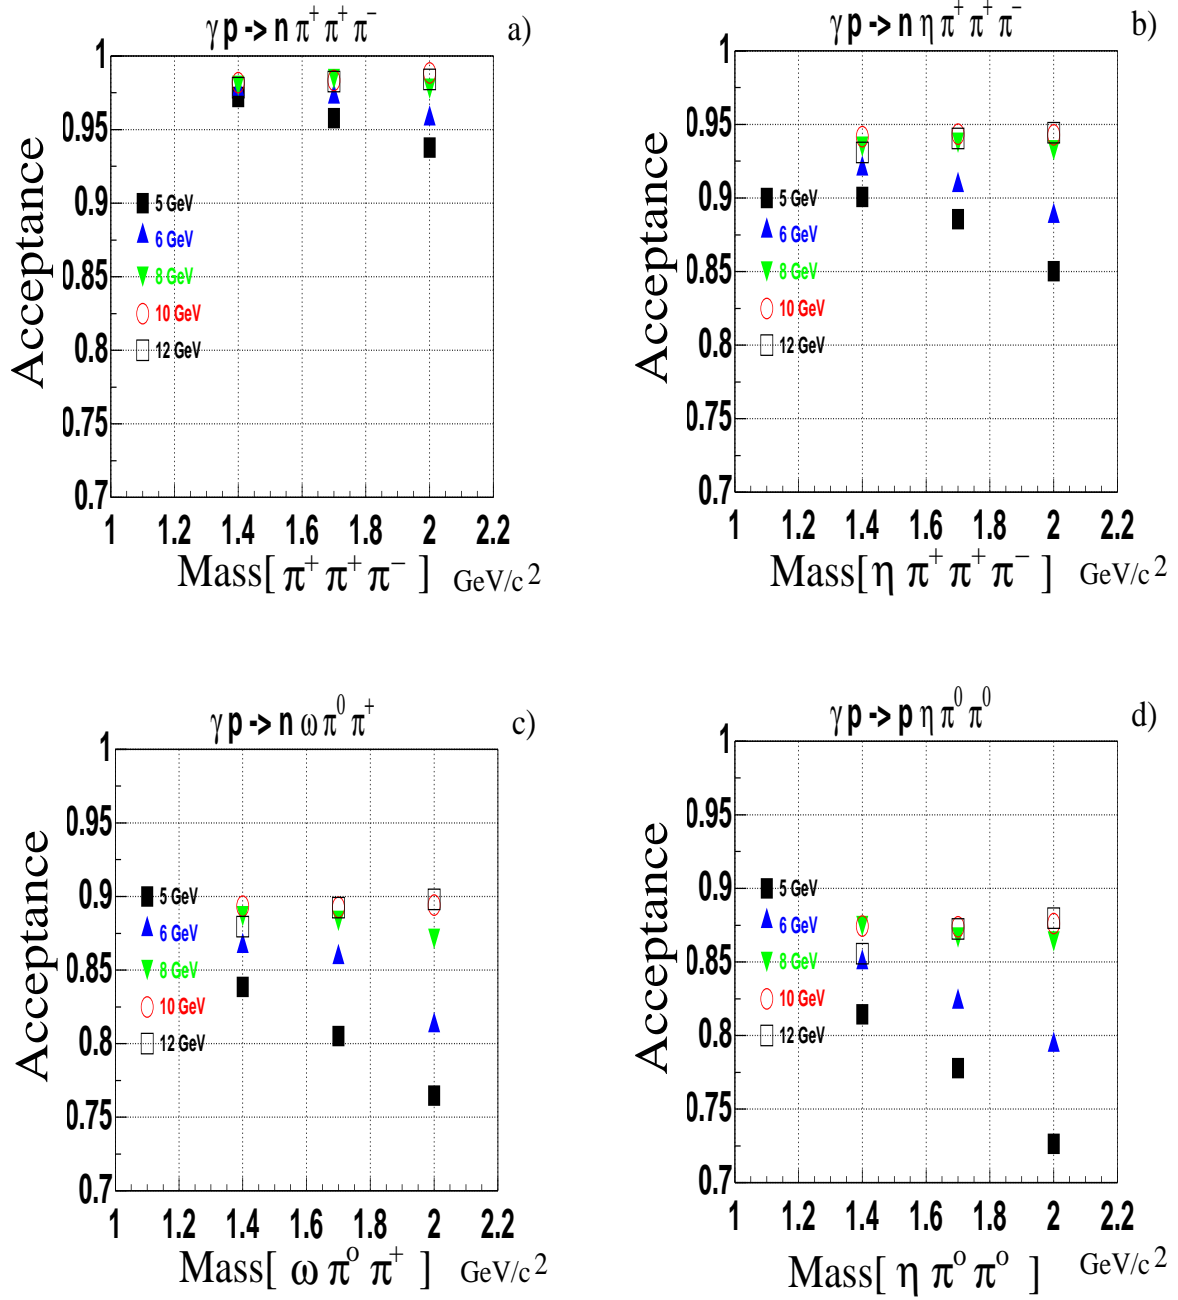 γ p -> n π⁺ π⁺ π⁻ a)
Acceptance
1
0.95
0.9
0.85
0.8
0.75
0.7
5 GeV
6 GeV
8 GeV
10 GeV
12 GeV
1 1.2 1.4 1.6 1.8 2 2.2
Mass[ π⁺ π⁺ π⁻ ] GeV/c²
γ p -> n η π⁺ π⁺ π⁻ b)
Acceptance
1
0.95
0.9
0.85
0.8
0.75
0.7
5 GeV
6 GeV
8 GeV
10 GeV
12 GeV
1 1.2 1.4 1.6 1.8 2 2.2
Mass[ η π⁺ π⁺ π⁻ ] GeV/c²
γ p -> n ω π⁰ π⁺ c)
Acceptance
1
0.95
0.9
0.85
0.8
0.75
0.7
5 GeV
6 GeV
8 GeV
10 GeV
12 GeV
1 1.2 1.4 1.6 1.8 2 2.2
Mass[ ω π° π⁺ ] GeV/c²
γ p -> p η π⁰ π⁰ d)
Acceptance
1
0.95
0.9
0.85
0.8
0.75
0.7
5 GeV
6 GeV
8 GeV
10 GeV
12 GeV
1 1.2 1.4 1.6 1.8 2 2.2
Mass[ η π° π° ] GeV/c²